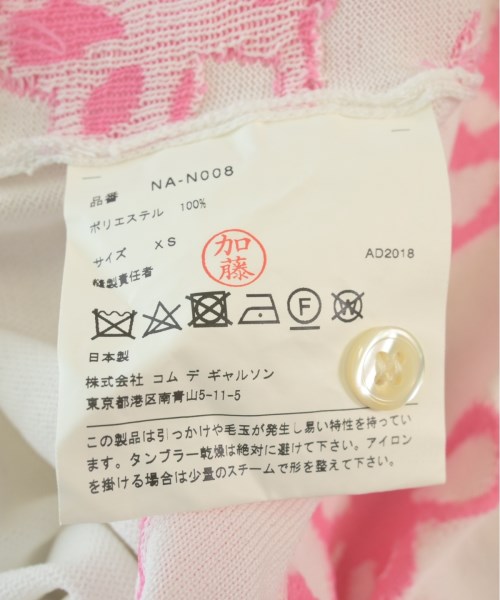 品番 NA-N008
ポリエステル 100%
サイズ XS
縫製責任者 加藤
AD2018
P W
日本製
株式会社 コム デ ギャルソン
東京都港区南青山5-11-5
この製品は引っかけや毛玉が発生し易い特性を持ってい
ます。タンブラー乾燥は絶対に避けて下さい。アイロン
を掛ける場合は少量のスチームで形を整えて下さい。